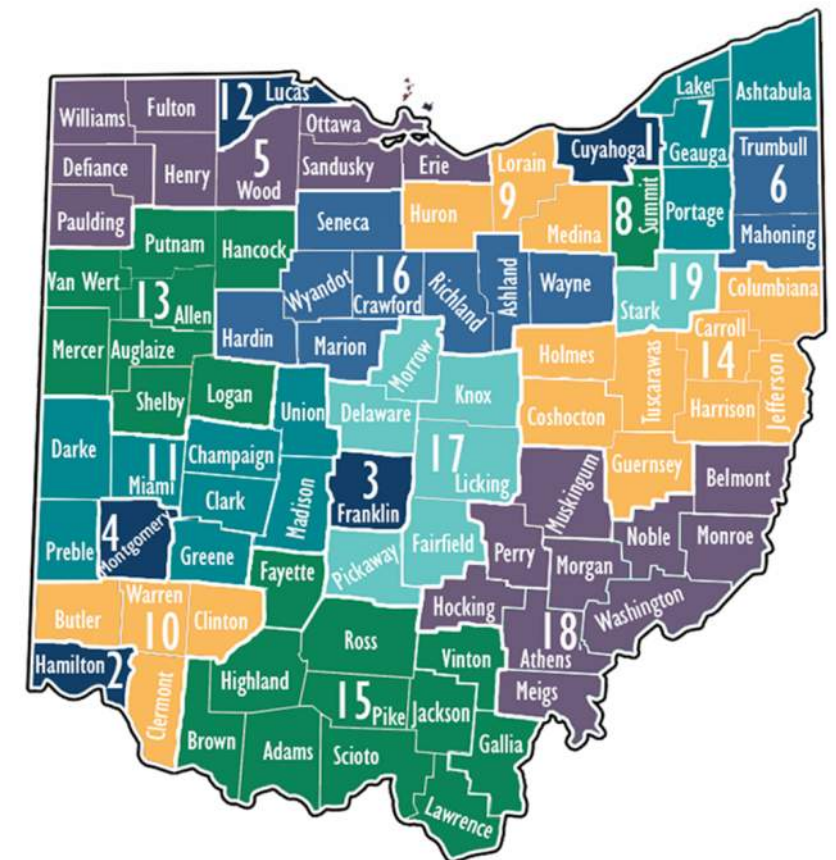 Williams
Fulton
12
Lucas
Ottawa
Lake
Ashtabula
Defiance
Henry
5
Wood
Sandusky
Erie
Lorain
9
Cuyahoga
1
7
Geauga
Trumbull
6
Paulding
Putnam
Hancock
Seneca
Huron
Medina
8
Summit
Portage
Mahoning
Van Wert
13
Allen
Wyandot
16
Crawford
Richland
Ashland
Wayne
Stark
19
Columbiana
Mercer
Auglaize
Hardin
Marion
Morrow
Holmes
Tuscarawas
Carroll
14
Harrison
Jefferson
Shelby
Logan
Union
Delaware
Knox
Coshocton
Darke
11
Miami
Champaign
Clark
Madison
3
Franklin
17
Licking
Muskingum
Guernsey
Belmont
Preble
4
Montgomery
Greene
Fayette
Pickaway
Fairfield
Perry
Morgan
Noble
Monroe
Butler
Warren
10
Clinton
Ross
Hocking
18
Athens
Washington
Hamilton
2
Clermont
Highland
15
Pike
Vinton
Jackson
Meigs
Brown
Adams
Scioto
Gallia
Lawrence